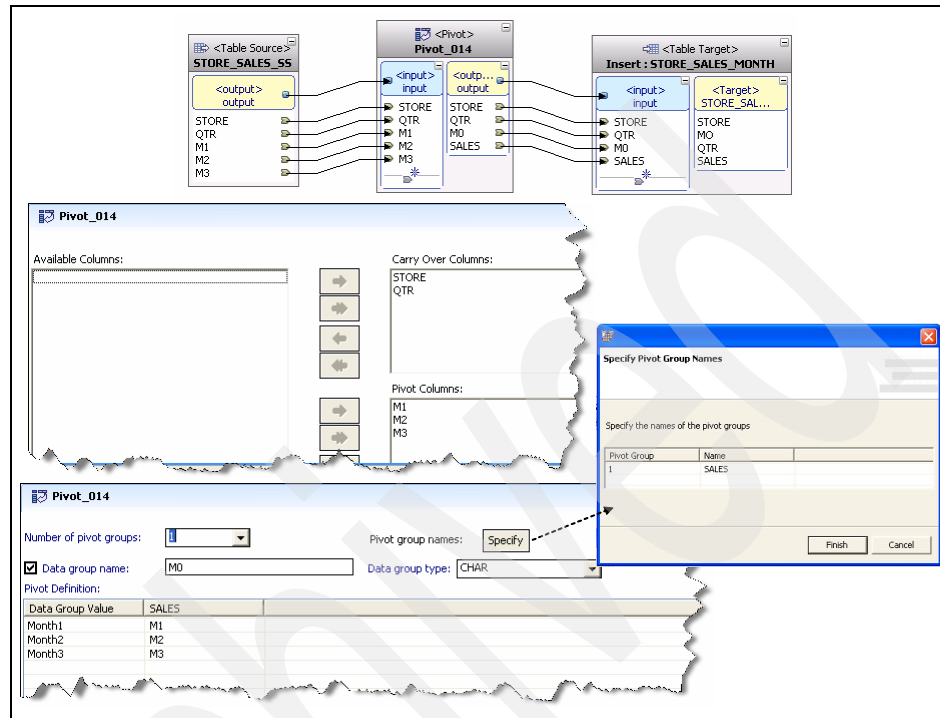 <Table Source>
STORE_SALES_SS
<output>
output
STORE
QTR
M1
M2
M3
<Pivot>
Pivot_014
<input>
input
STORE
QTR
M1
M2
M3
<outp...
output
STORE
QTR
MO
SALES
<Table Target>
Insert : STORE_SALES_MONTH
<input>
input
STORE
QTR
MO
SALES
<Target>
STORE_SAL...
STORE
MO
QTR
SALES
Pivot_014
Available Columns:
Carry Over Columns:
STORE
QTR
Pivot Columns:
M1
M2
M3
Specify Pivot Group Names
Specify the names of the pivot groups
Pivot Group Name
1 SALES
Finish Cancel
Pivot_014
Number of pivot groups: 1 Pivot group names: Specify
Data group name: MO Data group type: CHAR
Pivot Definition:
Data Group Value SALES
Month1 M1
Month2 M2
Month3 M3